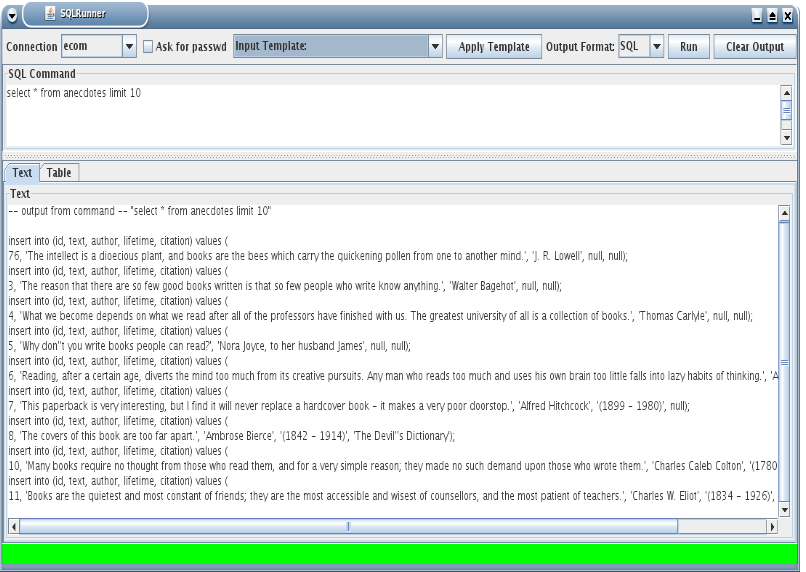 SQLRunner
Connection ecom Ask for passwd Input Template: Apply Template Output Format: SQL Run Clear Output
SQL Command
select * from anecdotes limit 10
Text Table
Text
-- output from command -- "select * from anecdotes limit 10"
insert into (id, text, author, lifetime, citation) values (
76, 'The intellect is a dioecious plant, and books are the bees which carry the quickening pollen from one to another mind.', 'J. R. Lowell', null, null);
insert into (id, text, author, lifetime, citation) values (
3, 'The reason that there are so few good books written is that so few people who write know anything.', 'Walter Bagehot', null, null);
insert into (id, text, author, lifetime, citation) values (
4, 'What we become depends on what we read after all of the professors have finished with us. The greatest university of all is a collection of books.', 'Thomas Carlyle', null, null);
insert into (id, text, author, lifetime, citation) values (
5, 'Why don''t you write books people can read?', 'Nora Joyce, to her husband James', null, null);
insert into (id, text, author, lifetime, citation) values (
6, 'Reading, after a certain age, diverts the mind too much from its creative pursuits. Any man who reads too much and uses his own brain too little falls into lazy habits of thinking.', 'A
insert into (id, text, author, lifetime, citation) values (
7, 'This paperback is very interesting, but I find it will never replace a hardcover book - it makes a very poor doorstop.', 'Alfred Hitchcock', '(1899 - 1980)', null);
insert into (id, text, author, lifetime, citation) values (
8, 'The covers of this book are too far apart.', 'Ambrose Bierce', '(1842 - 1914)', 'The Devil''s Dictionary');
insert into (id, text, author, lifetime, citation) values (
10, 'Many books require no thought from those who read them, and for a very simple reason; they made no such demand upon those who wrote them.', 'Charles Caleb Colton', '(1780
insert into (id, text, author, lifetime, citation) values (
11, 'Books are the quietest and most constant of friends; they are the most accessible and wisest of counsellors, and the most patient of teachers.', 'Charles W. Eliot', '(1834 - 1926)',